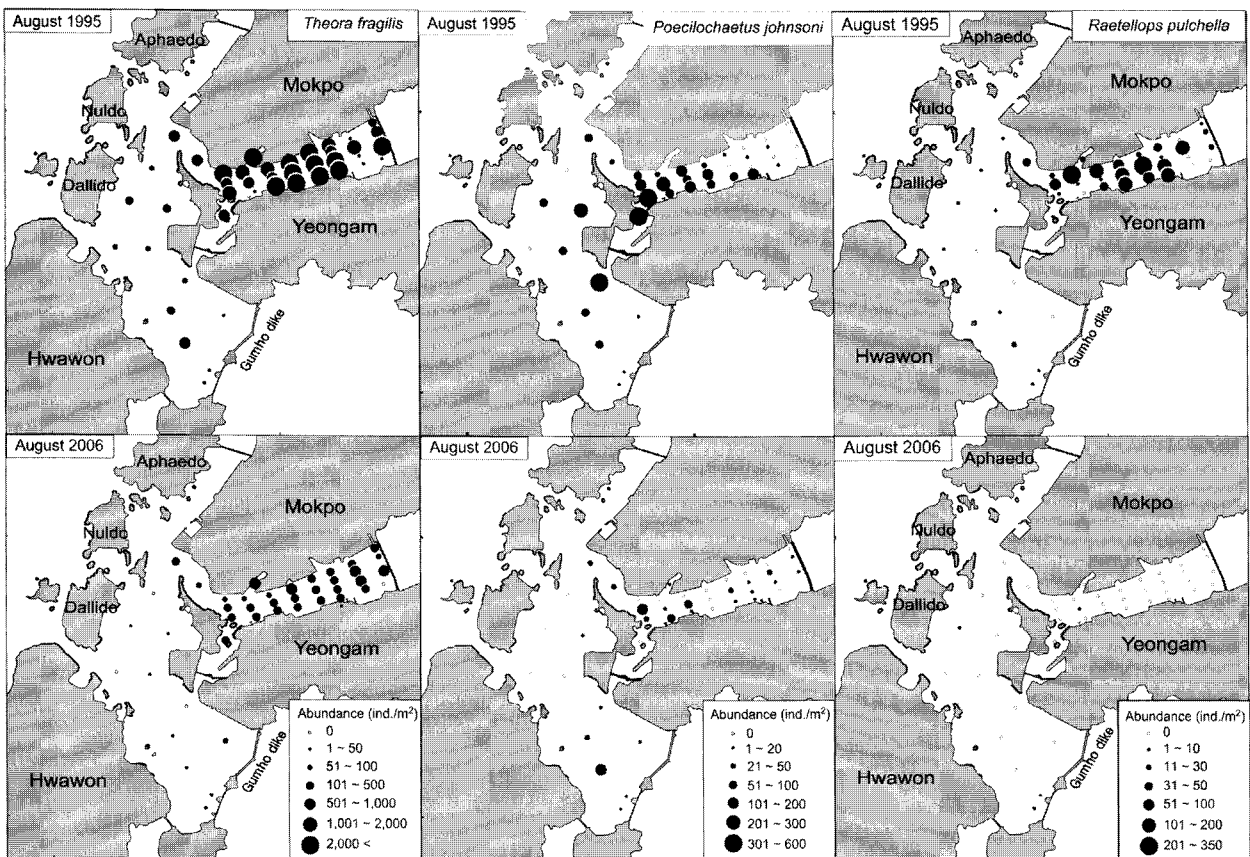 August 1995
Theora fragilis
Aphaedo
Mokpo
Nuldo
Dallido
Yeongam
Hwawon
Gumho dike
August 1995
Poecilochaetus johnsoni
August 1995
Raetellops pulchella
Aphaedo
Mokpo
Nuldo
Dallido
Yeongam
Hwawon
Gumho dike
August 2006
Aphaedo
Mokpo
Nuldo
Dallido
Yeongam
Hwawon
Gumho dike
Abundance (ind./m²)
0
1 ~ 50
51 ~ 100
101 ~ 500
501 ~ 1,000
1,001 ~ 2,000
2,000 <
August 2006
Abundance (ind./m²)
0
1 ~ 20
21 ~ 50
51 ~ 100
101 ~ 200
201 ~ 300
301 ~ 600
August 2006
Aphaedo
Mokpo
Nuldo
Dallido
Yeongam
Hwawon
Gumho dike
Abundance (ind./m²)
0
1 ~ 10
11 ~ 30
31 ~ 50
51 ~ 100
101 ~ 200
201 ~ 350